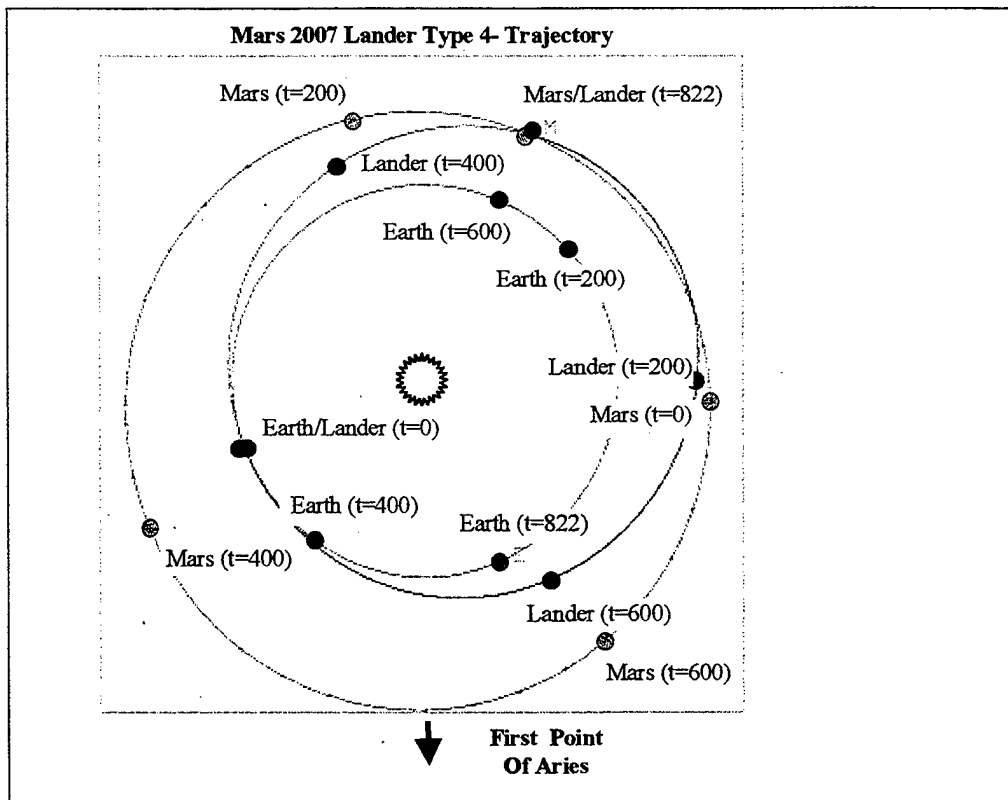 Mars 2007 Lander Type 4- Trajectory
Mars (t=200)
Mars/Lander (t=822)
Lander (t=400)
Earth (t=600)
Earth (t=200)
Lander (t=200)
Mars (t=0)
Earth/Lander (t=0)
Earth (t=400)
Earth (t=822)
Mars (t=400)
Lander (t=600)
Mars (t=600)
First Point
Of Aries